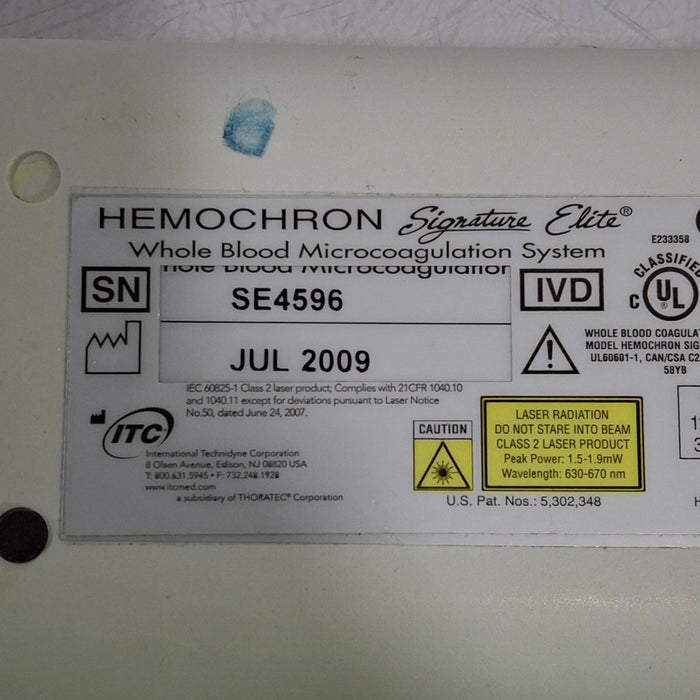 HEMOCHRON Signature Elite®
Whole Blood Microcoagulation System
Whole Blood Microcoagulation
SN SE4596 IVD
JUL 2009
E233358
CLASSIFIED
C UL ®
WHOLE BLOOD COAGULA
MODEL HEMOCHRON SIG
UL60601-1, CAN/CSA C2
58YB
IEC 60825-1 Class 2 laser product; Complies with 21CFR 1040.10
and 1040.11 except for deviations pursuant to Laser Notice
No.50, dated June 24, 2007.
ITC
International Technidyne Corporation
8 Olsen Avenue, Edison, NJ 08820 USA
T: 800.631.5945 • F: 732.248.1928
www.itcmed.com
a subsidiary of THORATEC® Corporation
CAUTION
LASER RADIATION
DO NOT STARE INTO BEAM
CLASS 2 LASER PRODUCT
Peak Power: 1.5-1.9mW
Wavelength: 630-670 nm
U.S. Pat. Nos.: 5,302,348
H